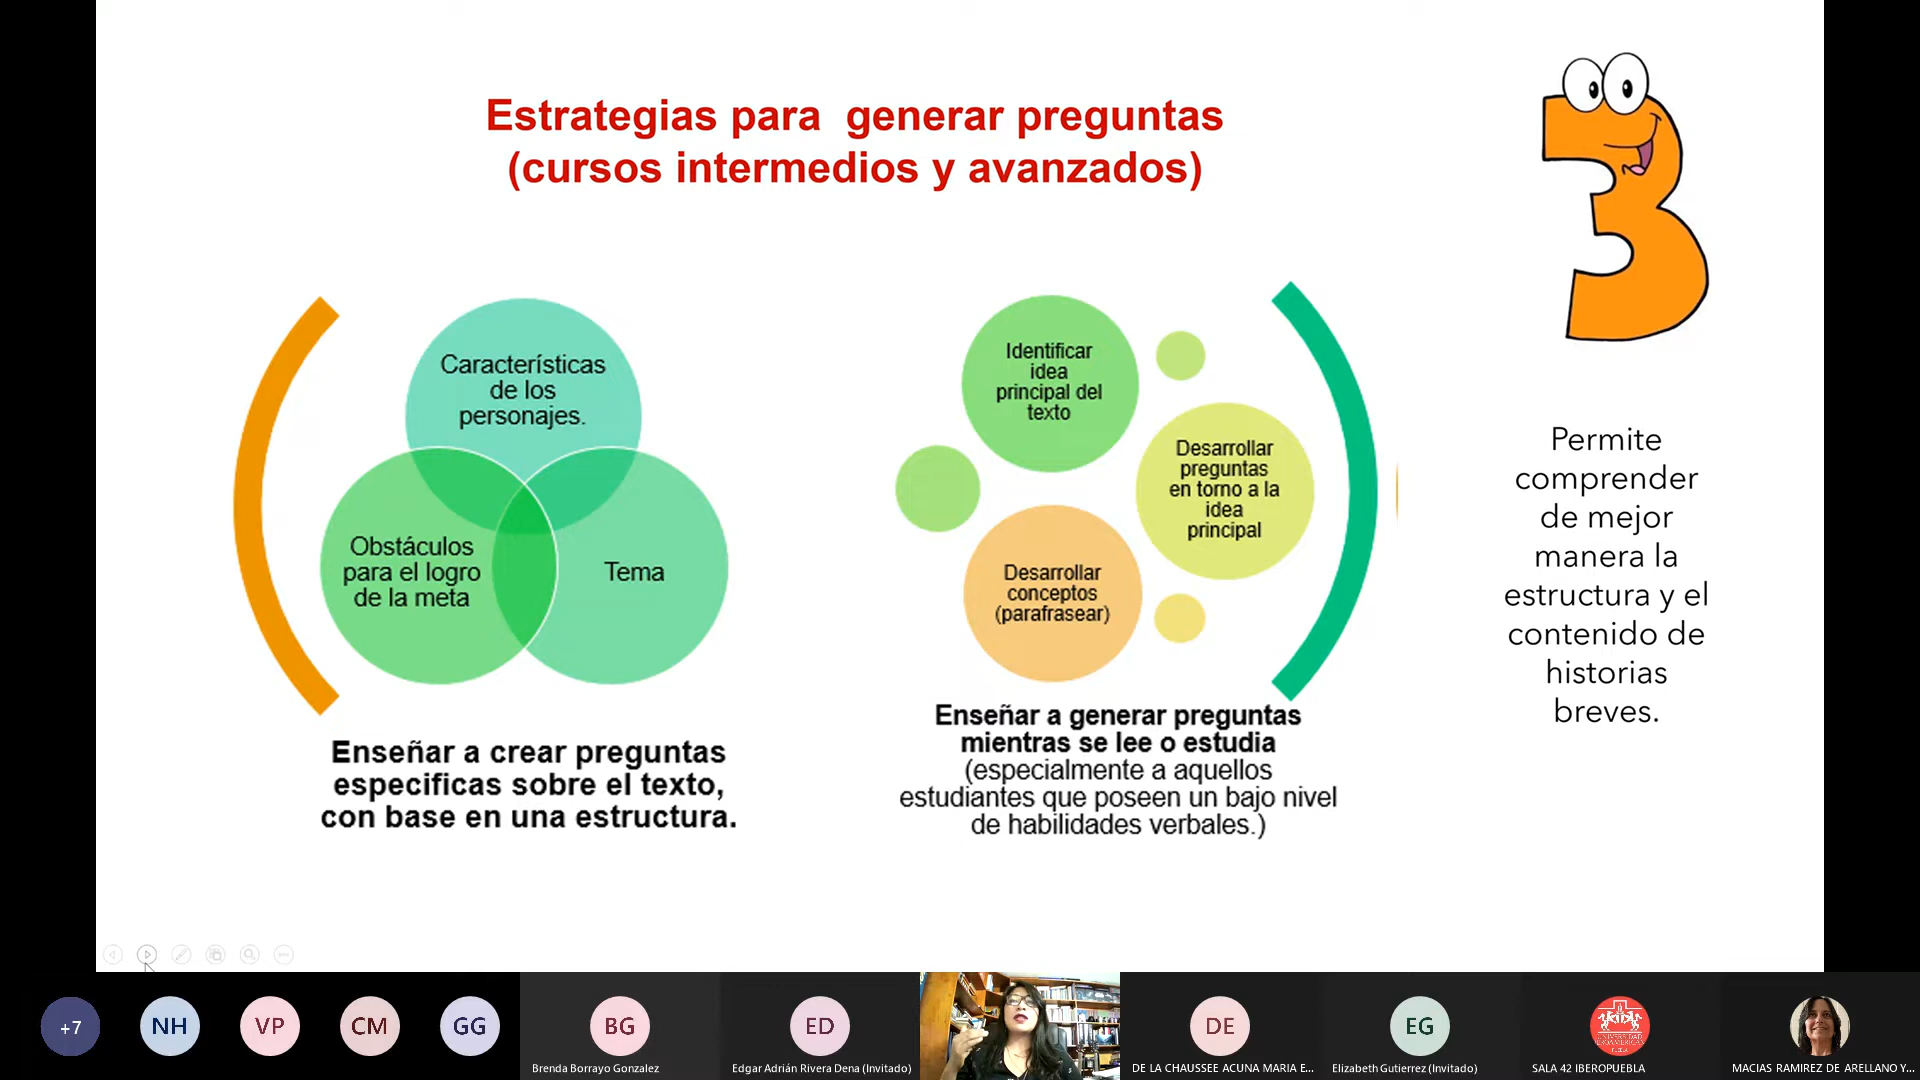 Estrategias para generar preguntas
(cursos intermedios y avanzados)
Características
de los
personajes.
Obstáculos
para el logro
de la meta
Tema
Enseñar a crear preguntas
especificas sobre el texto,
con base en una estructura.
Identificar
idea
principal del
texto
Desarrollar
preguntas
en torno a la
idea
principal
Desarrollar
conceptos
(parafrasear)
Enseñar a generar preguntas
mientras se lee o estudia
(especialmente a aquellos
estudiantes que poseen un bajo nivel
de habilidades verbales.)
3
Permite
comprender
de mejor
manera la
estructura y el
contenido de
historias
breves.
+7
NH
VP
CM
GG
BG
Brenda Borrayo Gonzalez
ED
Edgar Adrián Rivera Dena (Invitado)
DE
DE LA CHAUSSEE ACUNA MARIA E...
EG
Elizabeth Gutierrez (Invitado)
UNIVERSIDAD
IBEROAMERICANA
PUEBLA
SALA 42 IBEROPUEBLA
MACIAS RAMIREZ DE ARELLANO Y...